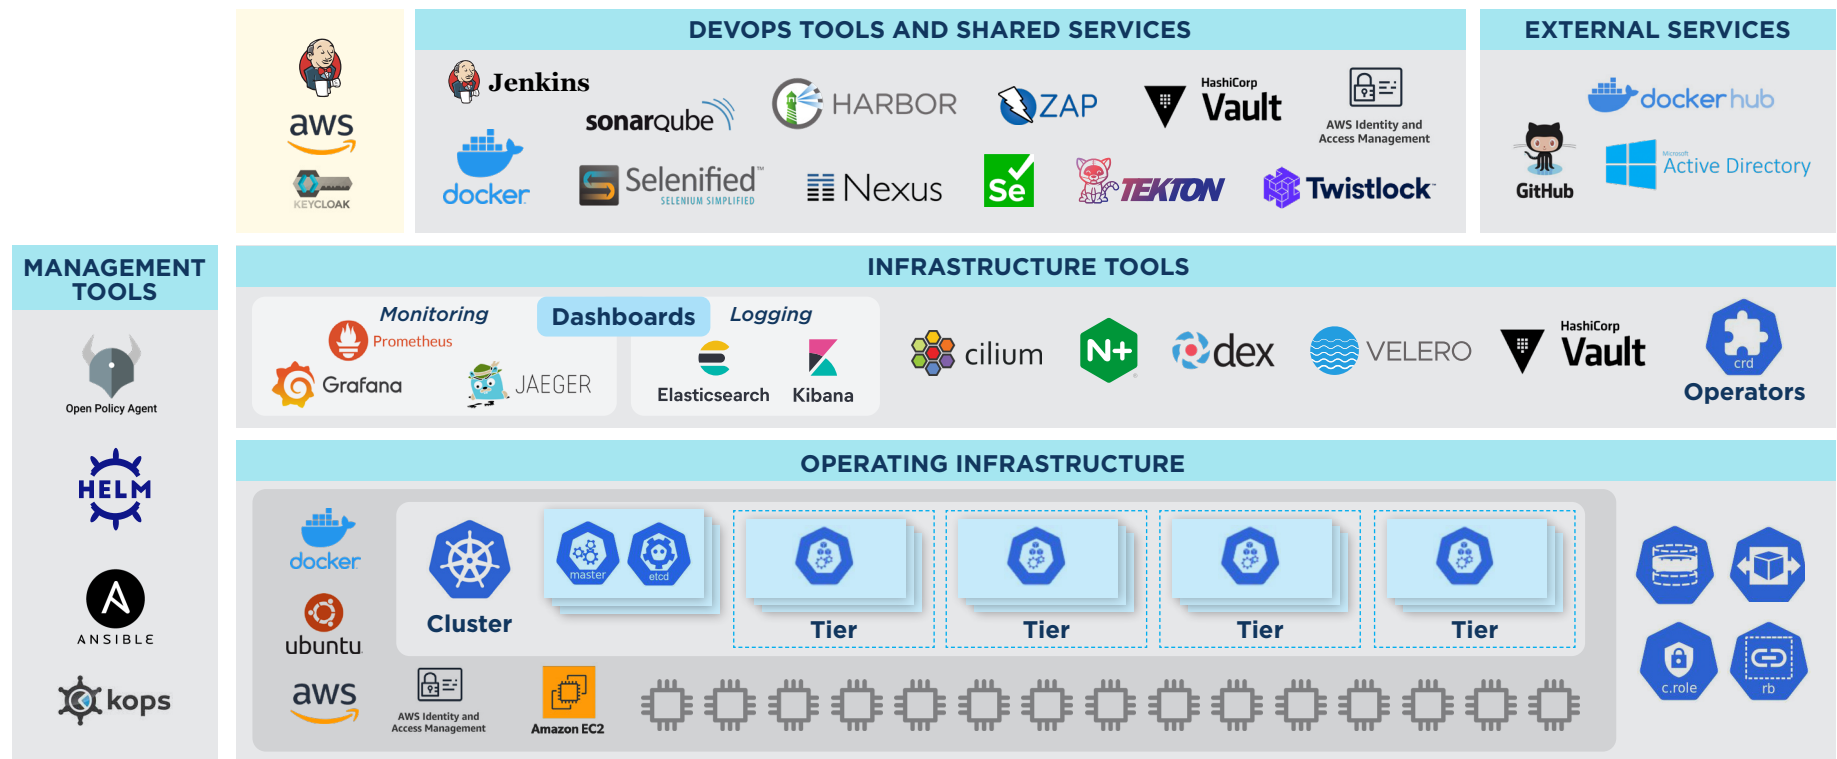 aws
KEYCLOAK
DEVOPS TOOLS AND SHARED SERVICES
Jenkins
docker
sonarqube
Selenified™
SELENIUM SIMPLIFIED
HARBOR
Nexus
ZAP
Se
HashiCorp
Vault
TEKTON
AWS Identity and
Access Management
Twistlock™
EXTERNAL SERVICES
docker hub
GitHub
Microsoft
Active Directory
MANAGEMENT
TOOLS
Open Policy Agent
HELM
ANSIBLE
kops
INFRASTRUCTURE TOOLS
Monitoring
Dashboards
Logging
Prometheus
Grafana
JAEGER
Elasticsearch
Kibana
cilium
N+
dex
VELERO
HashiCorp
Vault
crd
Operators
OPERATING INFRASTRUCTURE
docker
ubuntu
aws
Cluster
master
etcd
Tier
Tier
Tier
Tier
AWS Identity and
Access Management
Amazon EC2
c.role
rb